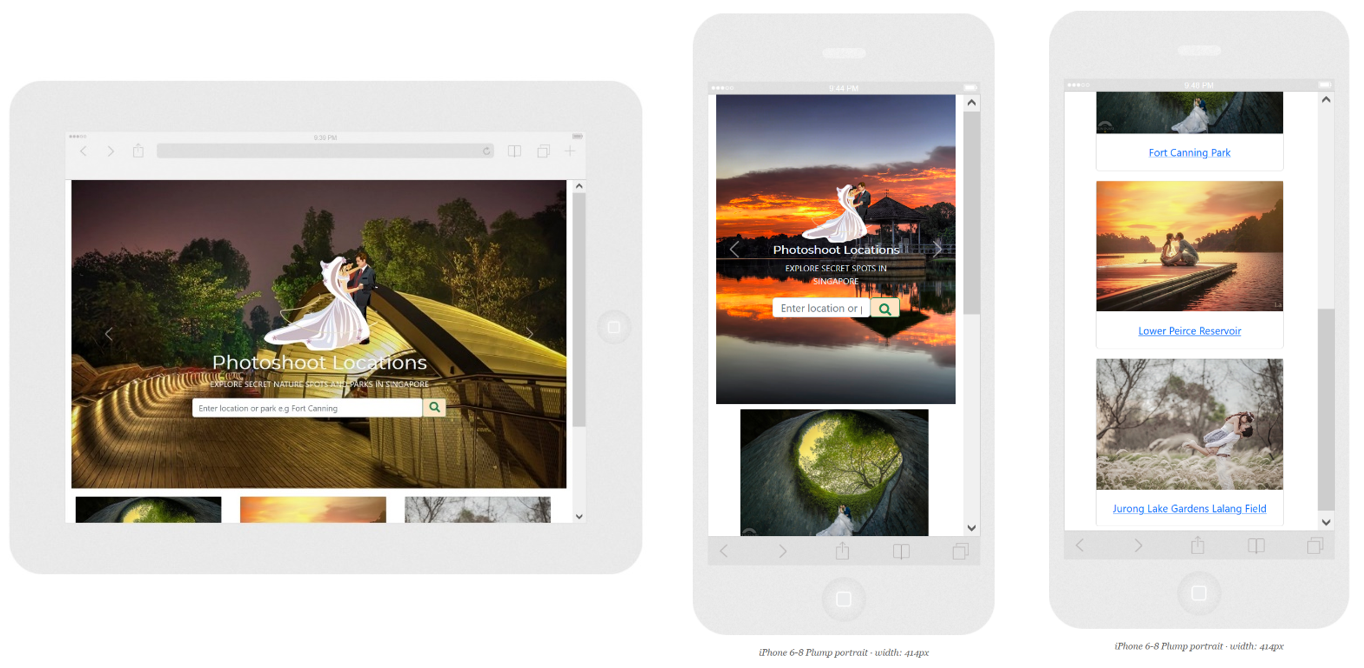 9:39 PM
Photoshoot Locations
EXPLORE SECRET NATURE SPOTS AND PARKS IN SINGAPORE
Enter location or park e.g Fort Canning
9:44 PM
Photoshoot Locations
EXPLORE SECRET SPOTS IN
SINGAPORE
Enter location or p
iPhone 6-8 Plump portrait · width: 414px
Fort Canning Park
Lower Peirce Reservoir
Jurong Lake Gardens Lalang Field
iPhone 6-8 Plump portrait · width: 414px